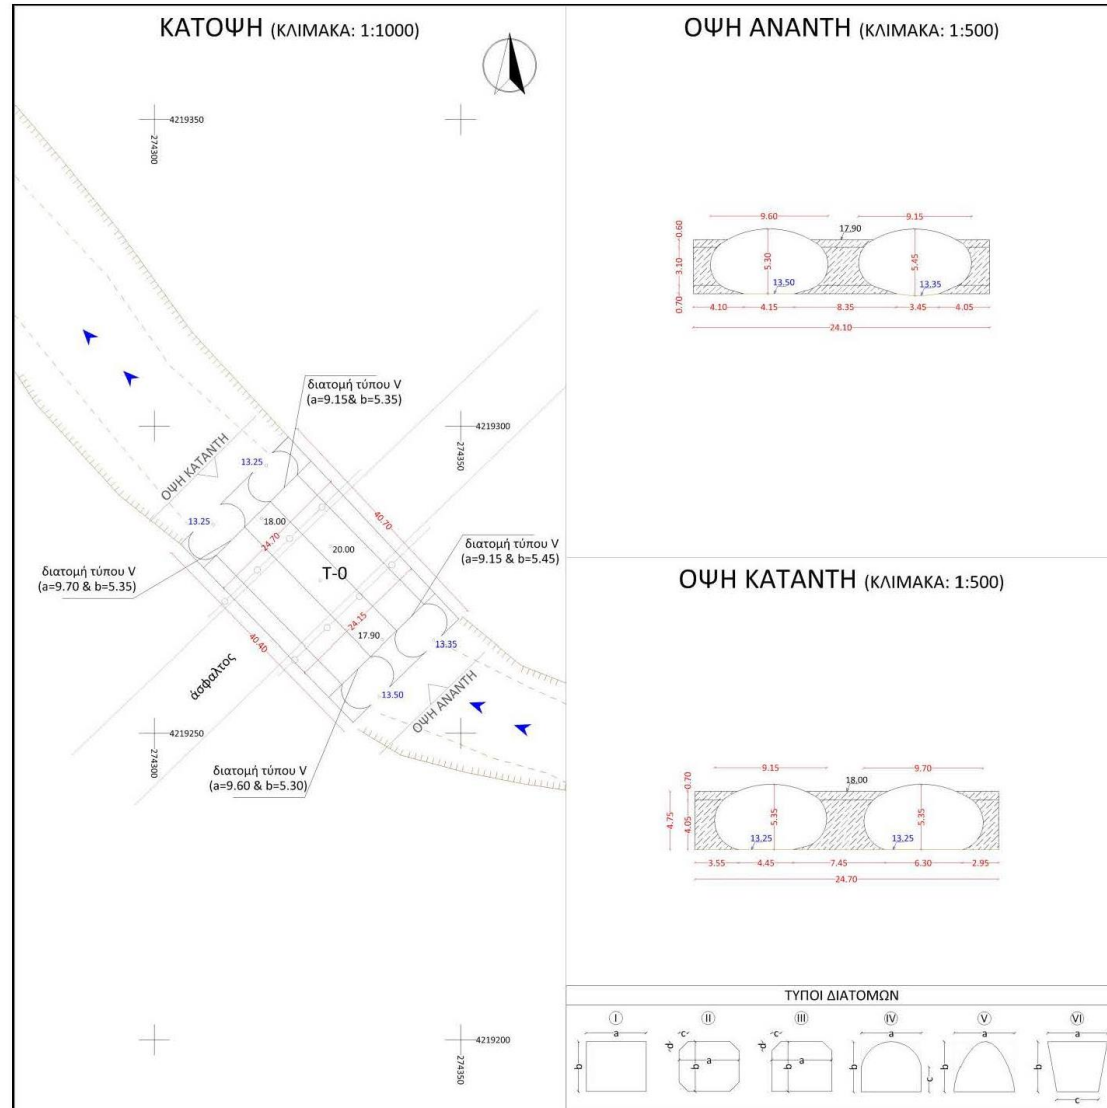 ΚΑΤΟΨΗ (ΚΛΙΜΑΚΑ: 1:1000)
4219350
274300
διατομή τύπου V
(a=9.15& b=5.35)
4219300
274350
ΟΨΗ ΚΑΤΑΝΤΗ
13.25
13.25
18.00
24.70
40.70
20.00
T-0
διατομή τύπου V
(a=9.15 & b=5.45)
διατομή τύπου V
(a=9.70 & b=5.35)
24.15
17.90
13.35
40.40
άσφαλτος
13.50
ΟΨΗ ΑΝΑΝΤΗ
4219250
274300
διατομή τύπου V
(a=9.60 & b=5.30)
4219200
274350
ΟΨΗ ΑΝΑΝΤΗ (ΚΛΙΜΑΚΑ: 1:500)
9.60
9.15
0.60
17,90
3.10
5.30
5.45
13,50
13,35
0.70
4.10
4.15
8.35
3.45
4.05
24.10
ΟΨΗ ΚΑΤΑΝΤΗ (ΚΛΙΜΑΚΑ: 1:500)
9.15
9.70
0.70
18,00
4.75
4.05
5.35
5.35
13,25
13,25
3.55
4.45
7.45
6.30
2.95
24.70
ΤΥΠΟΙ ΔΙΑΤΟΜΩΝ
I
II
III
IV
V
VI
a
b
c
d
a
b
c
d
a
b
a
b
c
a
b
a
b
c